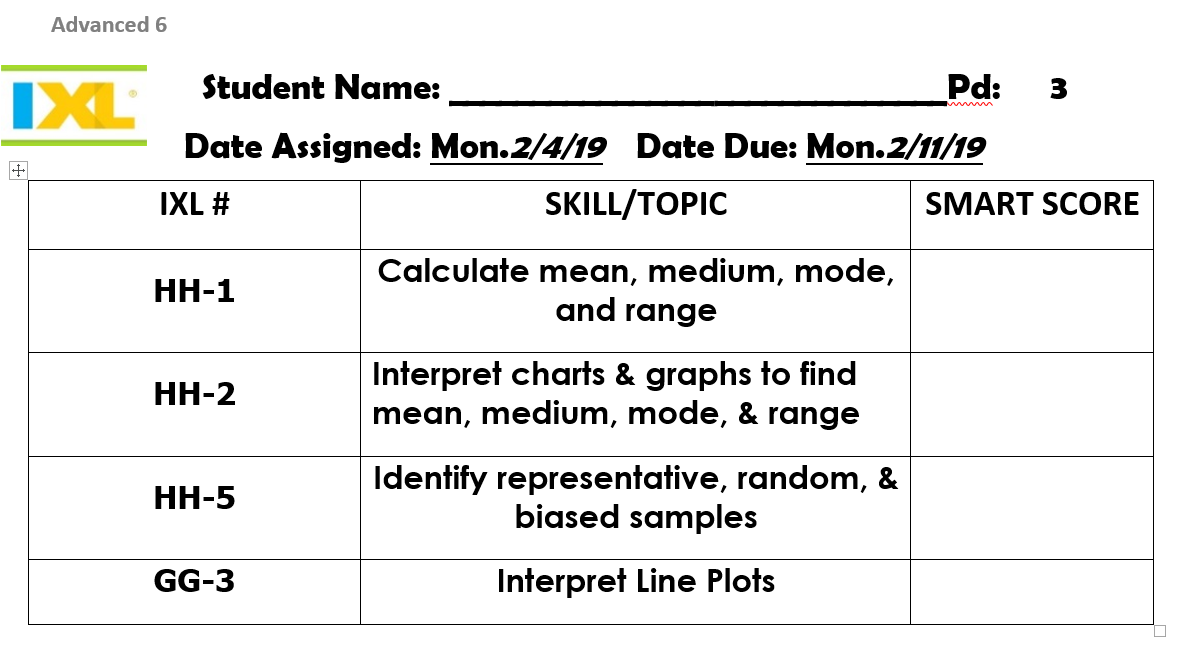 Advanced 6
IXL®
Student Name: ______________________________Pd: 3
Date Assigned: Mon.2/4/19 Date Due: Mon.2/11/19
IXL # SKILL/TOPIC SMART SCORE
HH-1
Calculate mean, medium, mode,
and range
HH-2
Interpret charts & graphs to find
mean, medium, mode, & range
HH-5
Identify representative, random, &
biased samples
GG-3 Interpret Line Plots